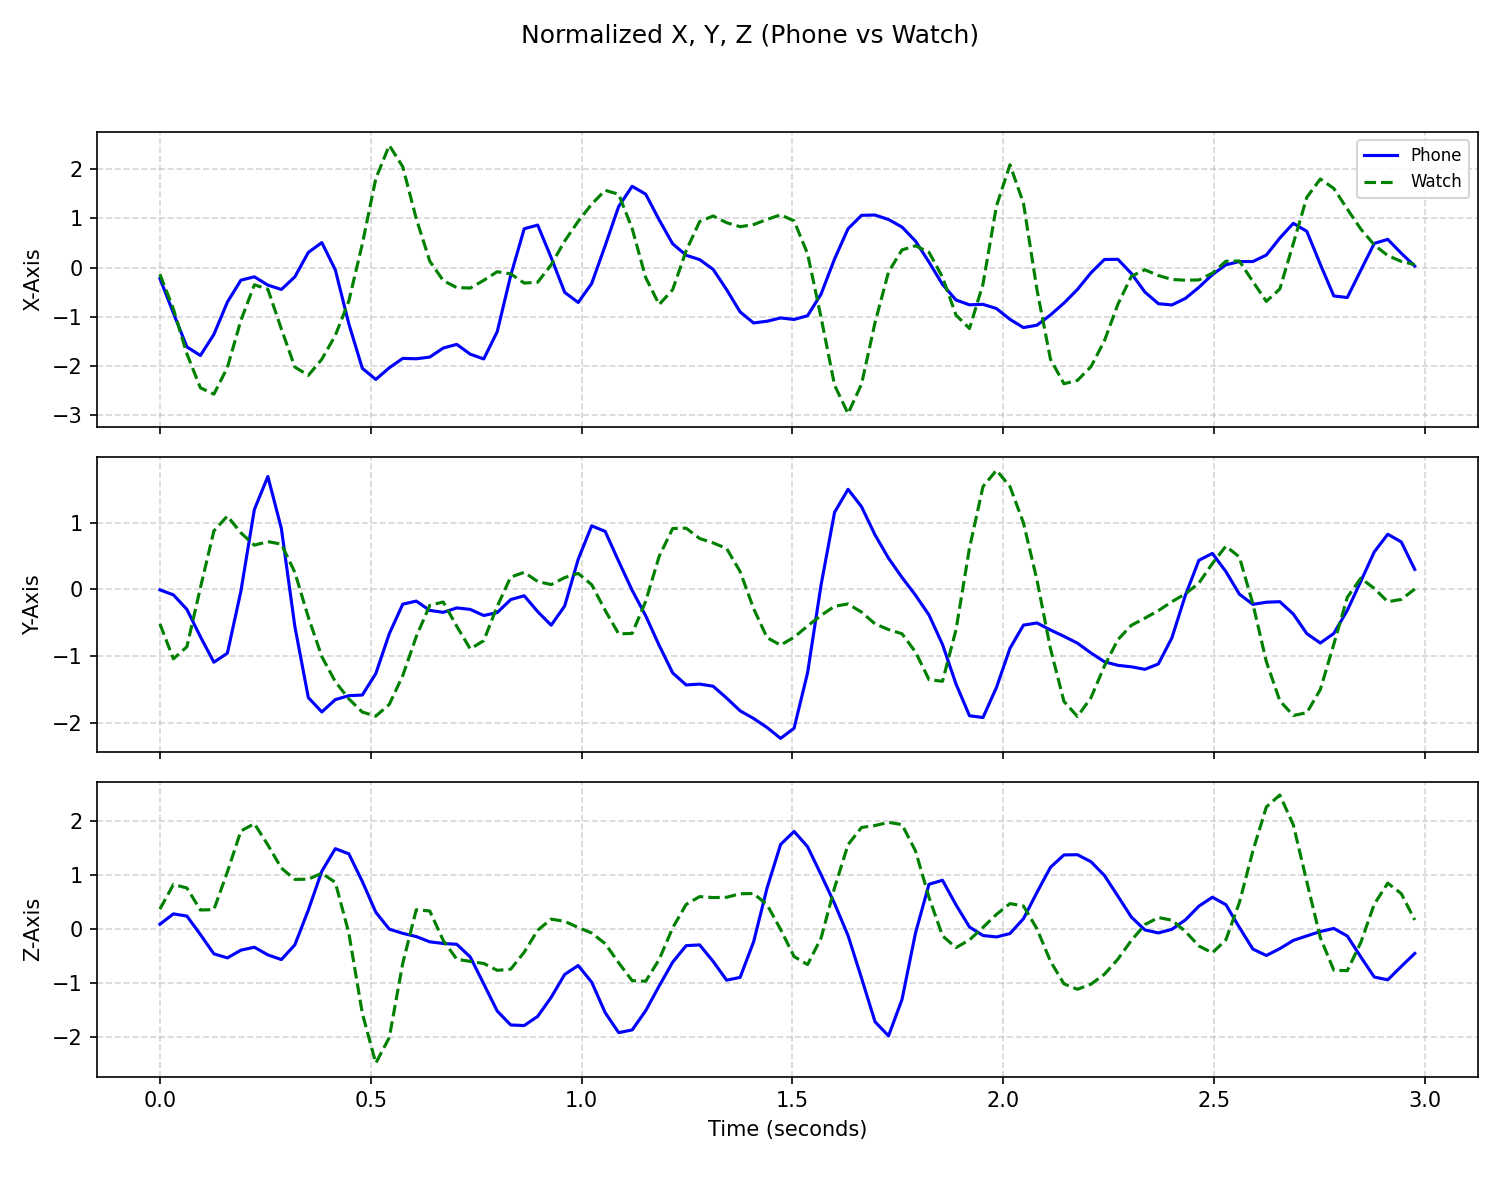 Normalized X, Y, Z (Phone vs Watch)
X-Axis
2
1
0
−1
−2
−3
Phone
Watch
Y-Axis
1
0
−1
−2
Z-Axis
2
1
0
−1
−2
0.0 0.5 1.0 1.5 2.0 2.5 3.0
Time (seconds)